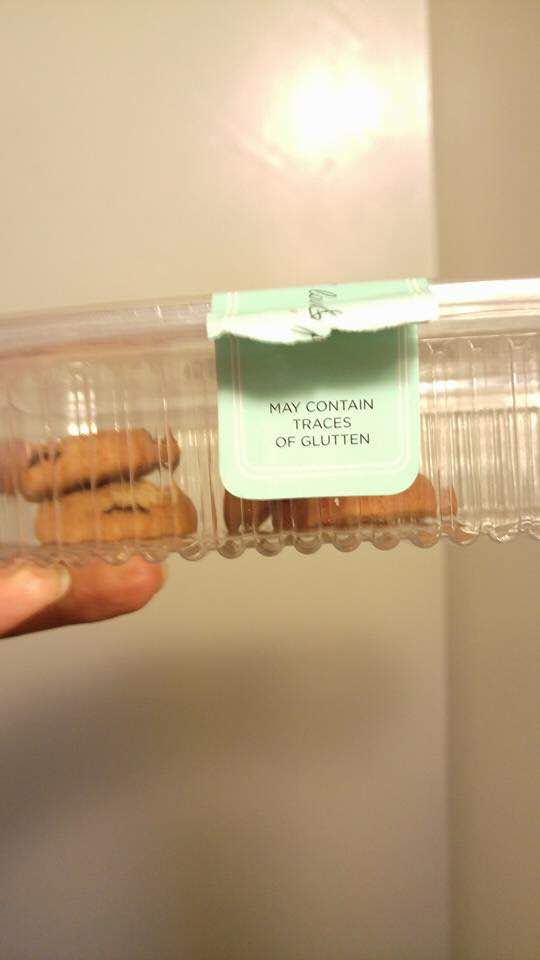 MAY CONTAIN
TRACES
OF GLUTTEN